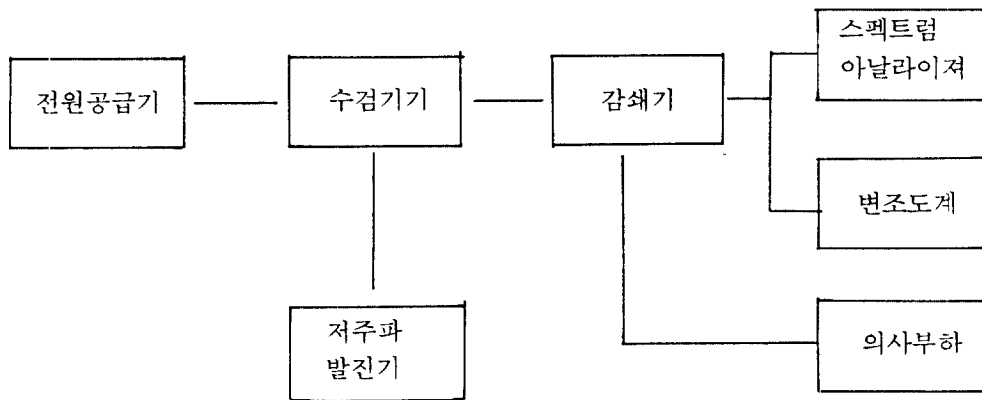 스펙트럼
아날라이져
전원공급기
수검기기
감쇄기
변조도계
저주파
발진기
의사부하